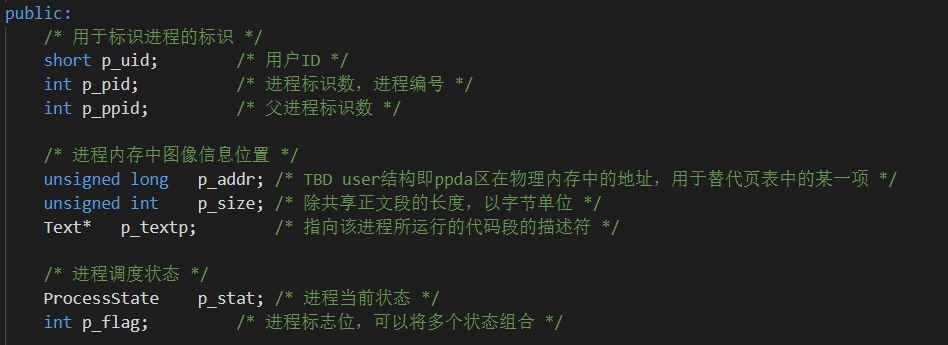 public:
/* 用于标识进程的标识 */
short p_uid; /* 用户ID */
int p_pid; /* 进程标识数，进程编号 */
int p_ppid; /* 父进程标识数 */
/* 进程内存中图像信息位置 */
unsigned long p_addr; /* TBD user结构即ppda区在物理内存中的地址，用于替代页表中的某一项 */
unsigned int p_size; /* 除共享正文段的长度，以字节单位 */
Text* p_textp; /* 指向该进程所运行的代码段的描述符 */
/* 进程调度状态 */
ProcessState p_stat; /* 进程当前状态 */
int p_flag; /* 进程标志位，可以将多个状态组合 */